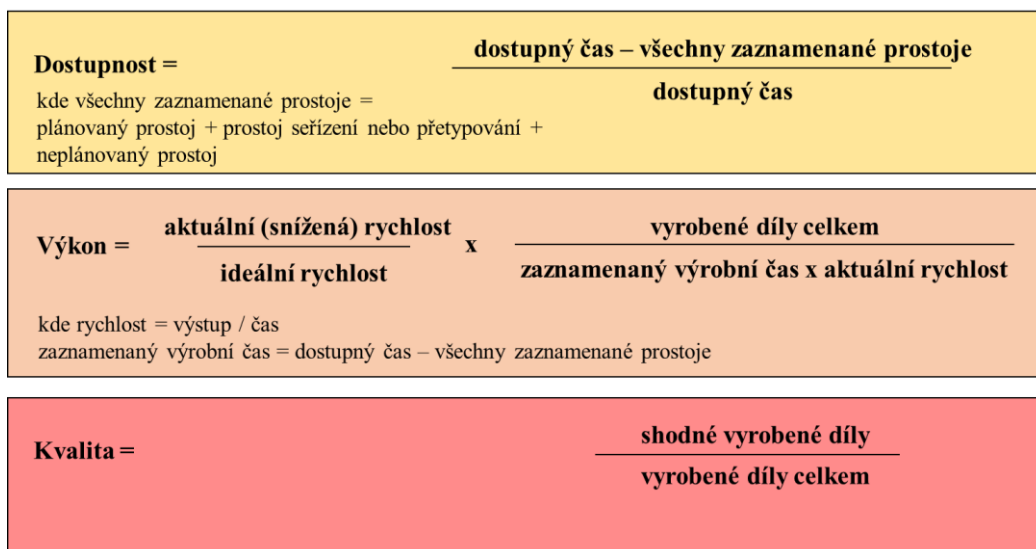 Dostupnost =
dostupný čas – všechny zaznamenané prostoje
dostupný čas
kde všechny zaznamenané prostoje =
plánovaný prostoj + prostoj seřízení nebo přetypování +
neplánovaný prostoj
Výkon =
aktuální (snížená) rychlost
ideální rychlost
x
vyrobené díly celkem
zaznamenaný výrobní čas x aktuální rychlost
kde rychlost = výstup / čas
zaznamenaný výrobní čas = dostupný čas – všechny zaznamenané prostoje
Kvalita =
shodné vyrobené díly
vyrobené díly celkem